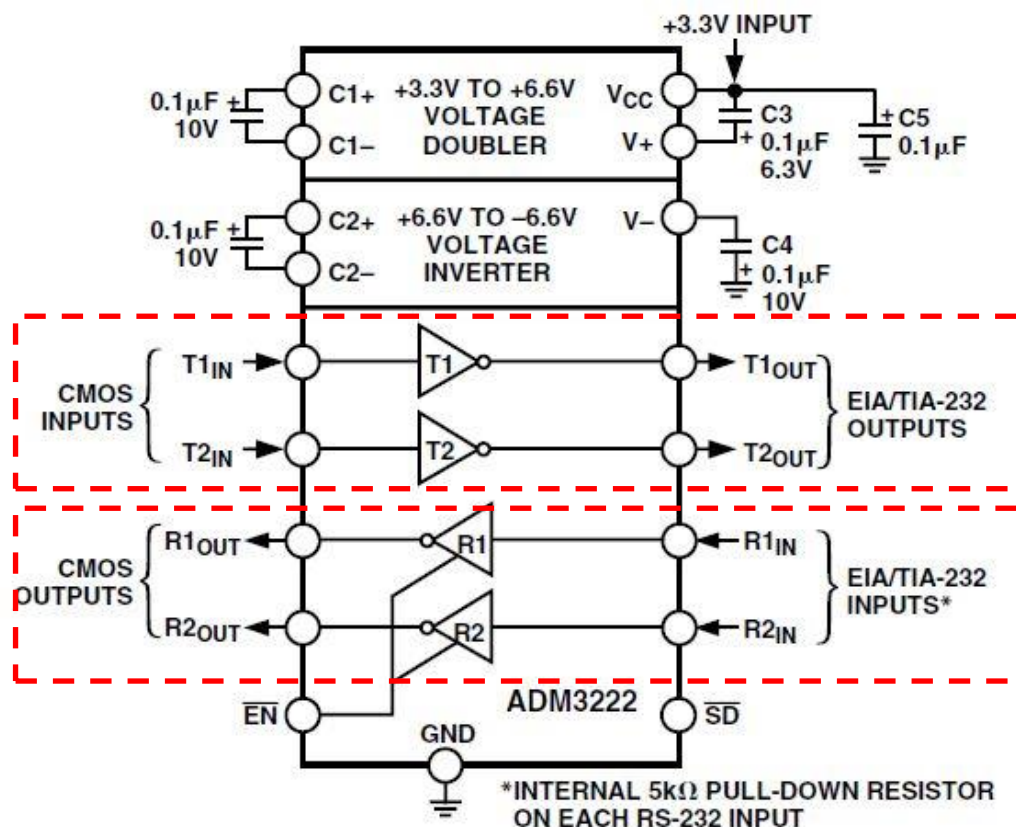 +3.3V INPUT
0.1µF
10V
+
C1+
C1–
+3.3V TO +6.6V
VOLTAGE
DOUBLER
VCC
V+
C3
+ 0.1µF
6.3V
+ C5
0.1µF
0.1µF
10V
+
C2+
C2–
+6.6V TO –6.6V
VOLTAGE
INVERTER
V–
C4
+ 0.1µF
10V
CMOS
INPUTS
T1IN
T1
T1OUT
T2IN
T2
T2OUT
EIA/TIA-232
OUTPUTS
CMOS
OUTPUTS
R1OUT
R1
R1IN
R2OUT
R2
R2IN
EIA/TIA-232
INPUTS*
EN
ADM3222
SD
GND
*INTERNAL 5kΩ PULL-DOWN RESISTOR
ON EACH RS-232 INPUT